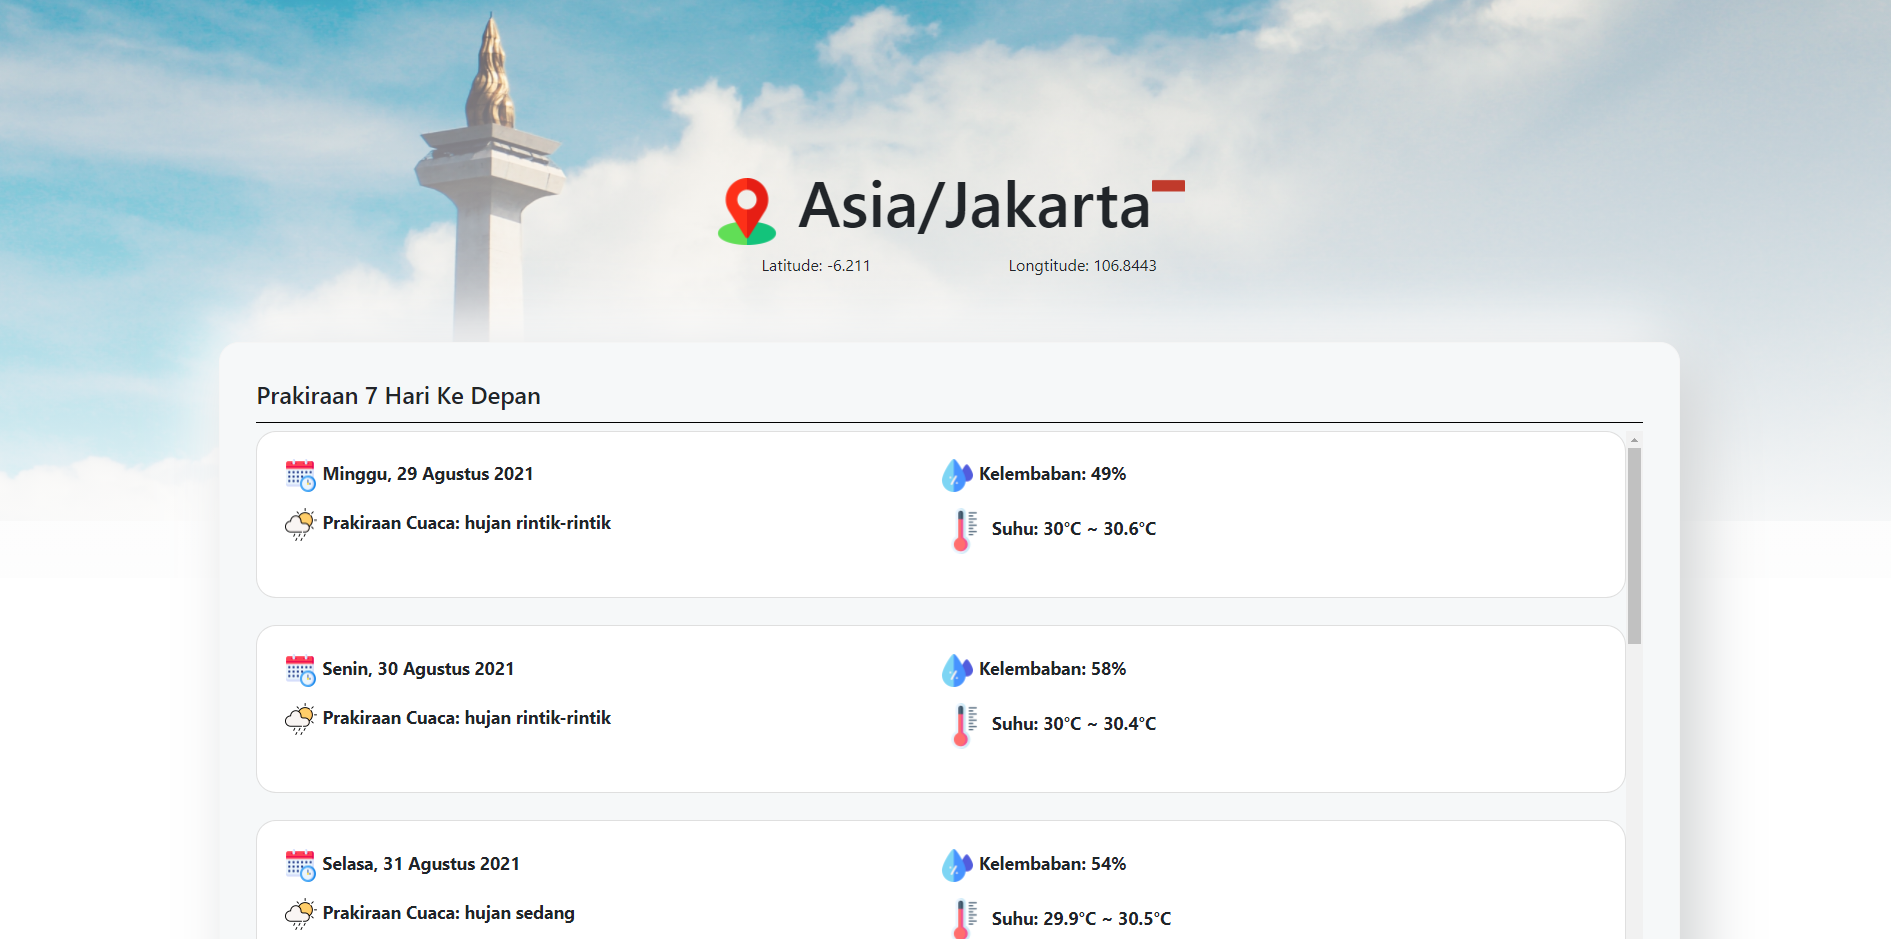 Asia/Jakarta
Latitude: -6.211 Longtitude: 106.8443
Prakiraan 7 Hari Ke Depan
Minggu, 29 Agustus 2021 Kelembaban: 49%
Prakiraan Cuaca: hujan rintik-rintik Suhu: 30°C ~ 30.6°C
Senin, 30 Agustus 2021 Kelembaban: 58%
Prakiraan Cuaca: hujan rintik-rintik Suhu: 30°C ~ 30.4°C
Selasa, 31 Agustus 2021 Kelembaban: 54%
Prakiraan Cuaca: hujan sedang Suhu: 29.9°C ~ 30.5°C